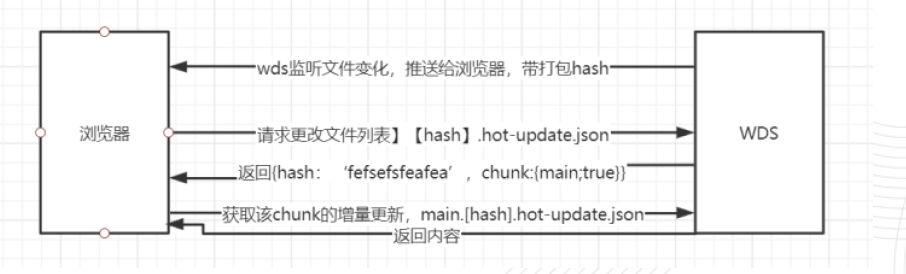 wds监听文件变化，推送给浏览器，带打包hash
浏览器
请求更改文件列表】【hash】.hot-update.json
WDS
返回{hash：‘fefsefsfeafea’，chunk:{main;true}}
获取该chunk的增量更新，main.[hash].hot-update.json
返回内容